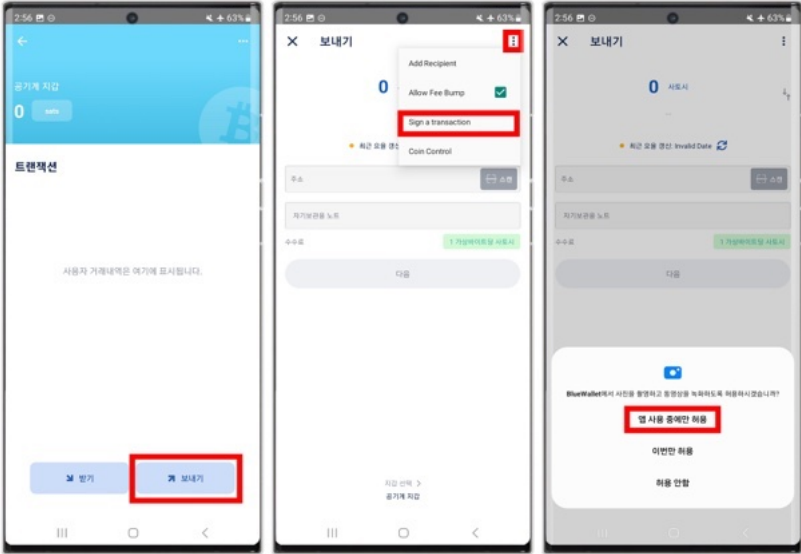 2:56
63%
공기계 지갑
0 sats
트랜잭션
사용자 거래내역은 여기에 표시됩니다.
받기
보내기
2:56
63%
보내기
Add Recipient
Allow Fee Bump
Sign a transaction
Coin Control
0
최근 요율 갱신
주소
스캔
자기보관용 노트
수수료
1 가상바이트당 사토시
다음
지갑 선택
공기계 지갑
2:56
63%
보내기
0 사토시
최근 요율 갱신: Invalid Date
주소
스캔
자기보관용 노트
수수료
1 가상바이트당 사토시
다음
BlueWallet에서 사진을 촬영하고 동영상을 녹화하도록 허용하시겠습니까?
앱 사용 중에만 허용
이번만 허용
허용 안함